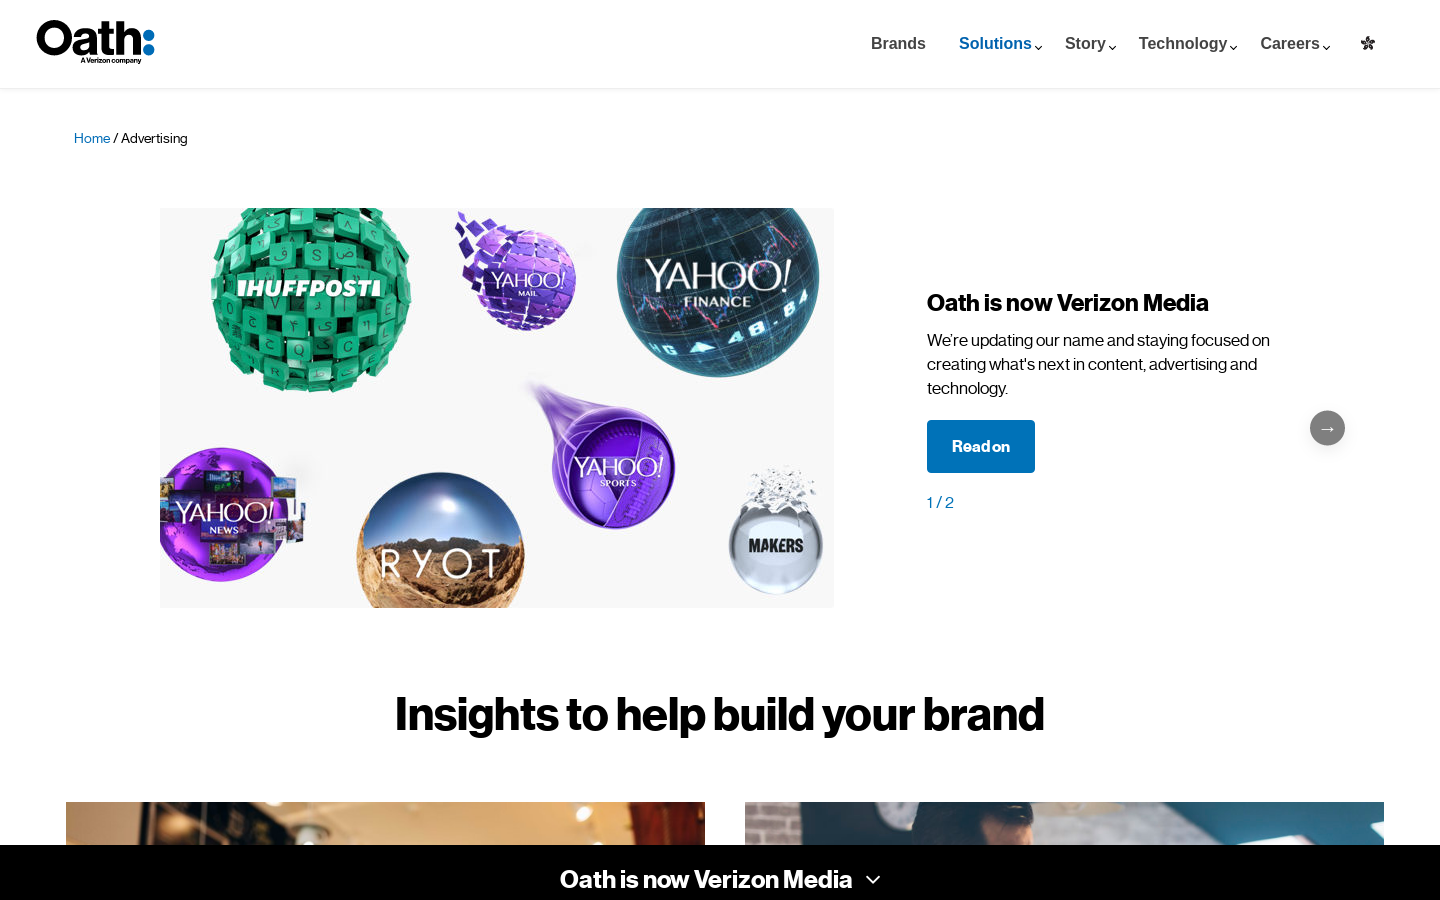 Oath:
A Verizon company
Brands
Solutions
Story
Technology
Careers
Home / Advertising
HUFFPOST
YAHOO!
MAIL
YAHOO!
FINANCE
YAHOO!
SPORTS
YAHOO!
NEWS
RYOT
MAKERS
Oath is now Verizon Media
We're updating our name and staying focused on
creating what's next in content, advertising and
technology.
Read on
1 / 2
→
Insights to help build your brand
Oath is now Verizon Media